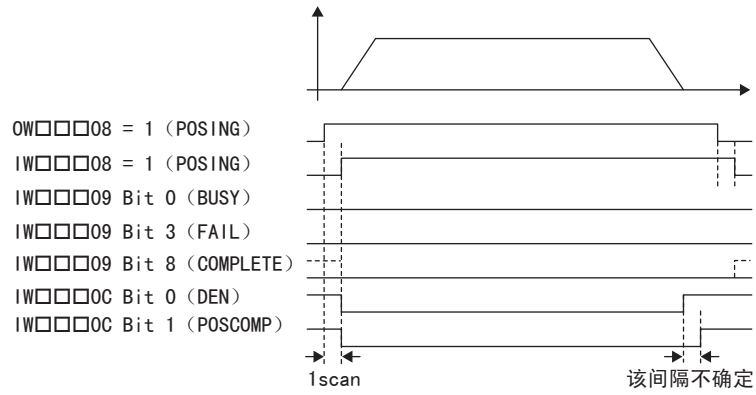 OW□□□08 = 1（POSING）
IW□□□08 = 1（POSING）
IW□□□09 Bit 0（BUSY）
IW□□□09 Bit 3（FAIL）
IW□□□09 Bit 8（COMPLETE）
IW□□□0C Bit 0（DEN）
IW□□□0C Bit 1（POSCOMP）
1scan
该间隔不确定